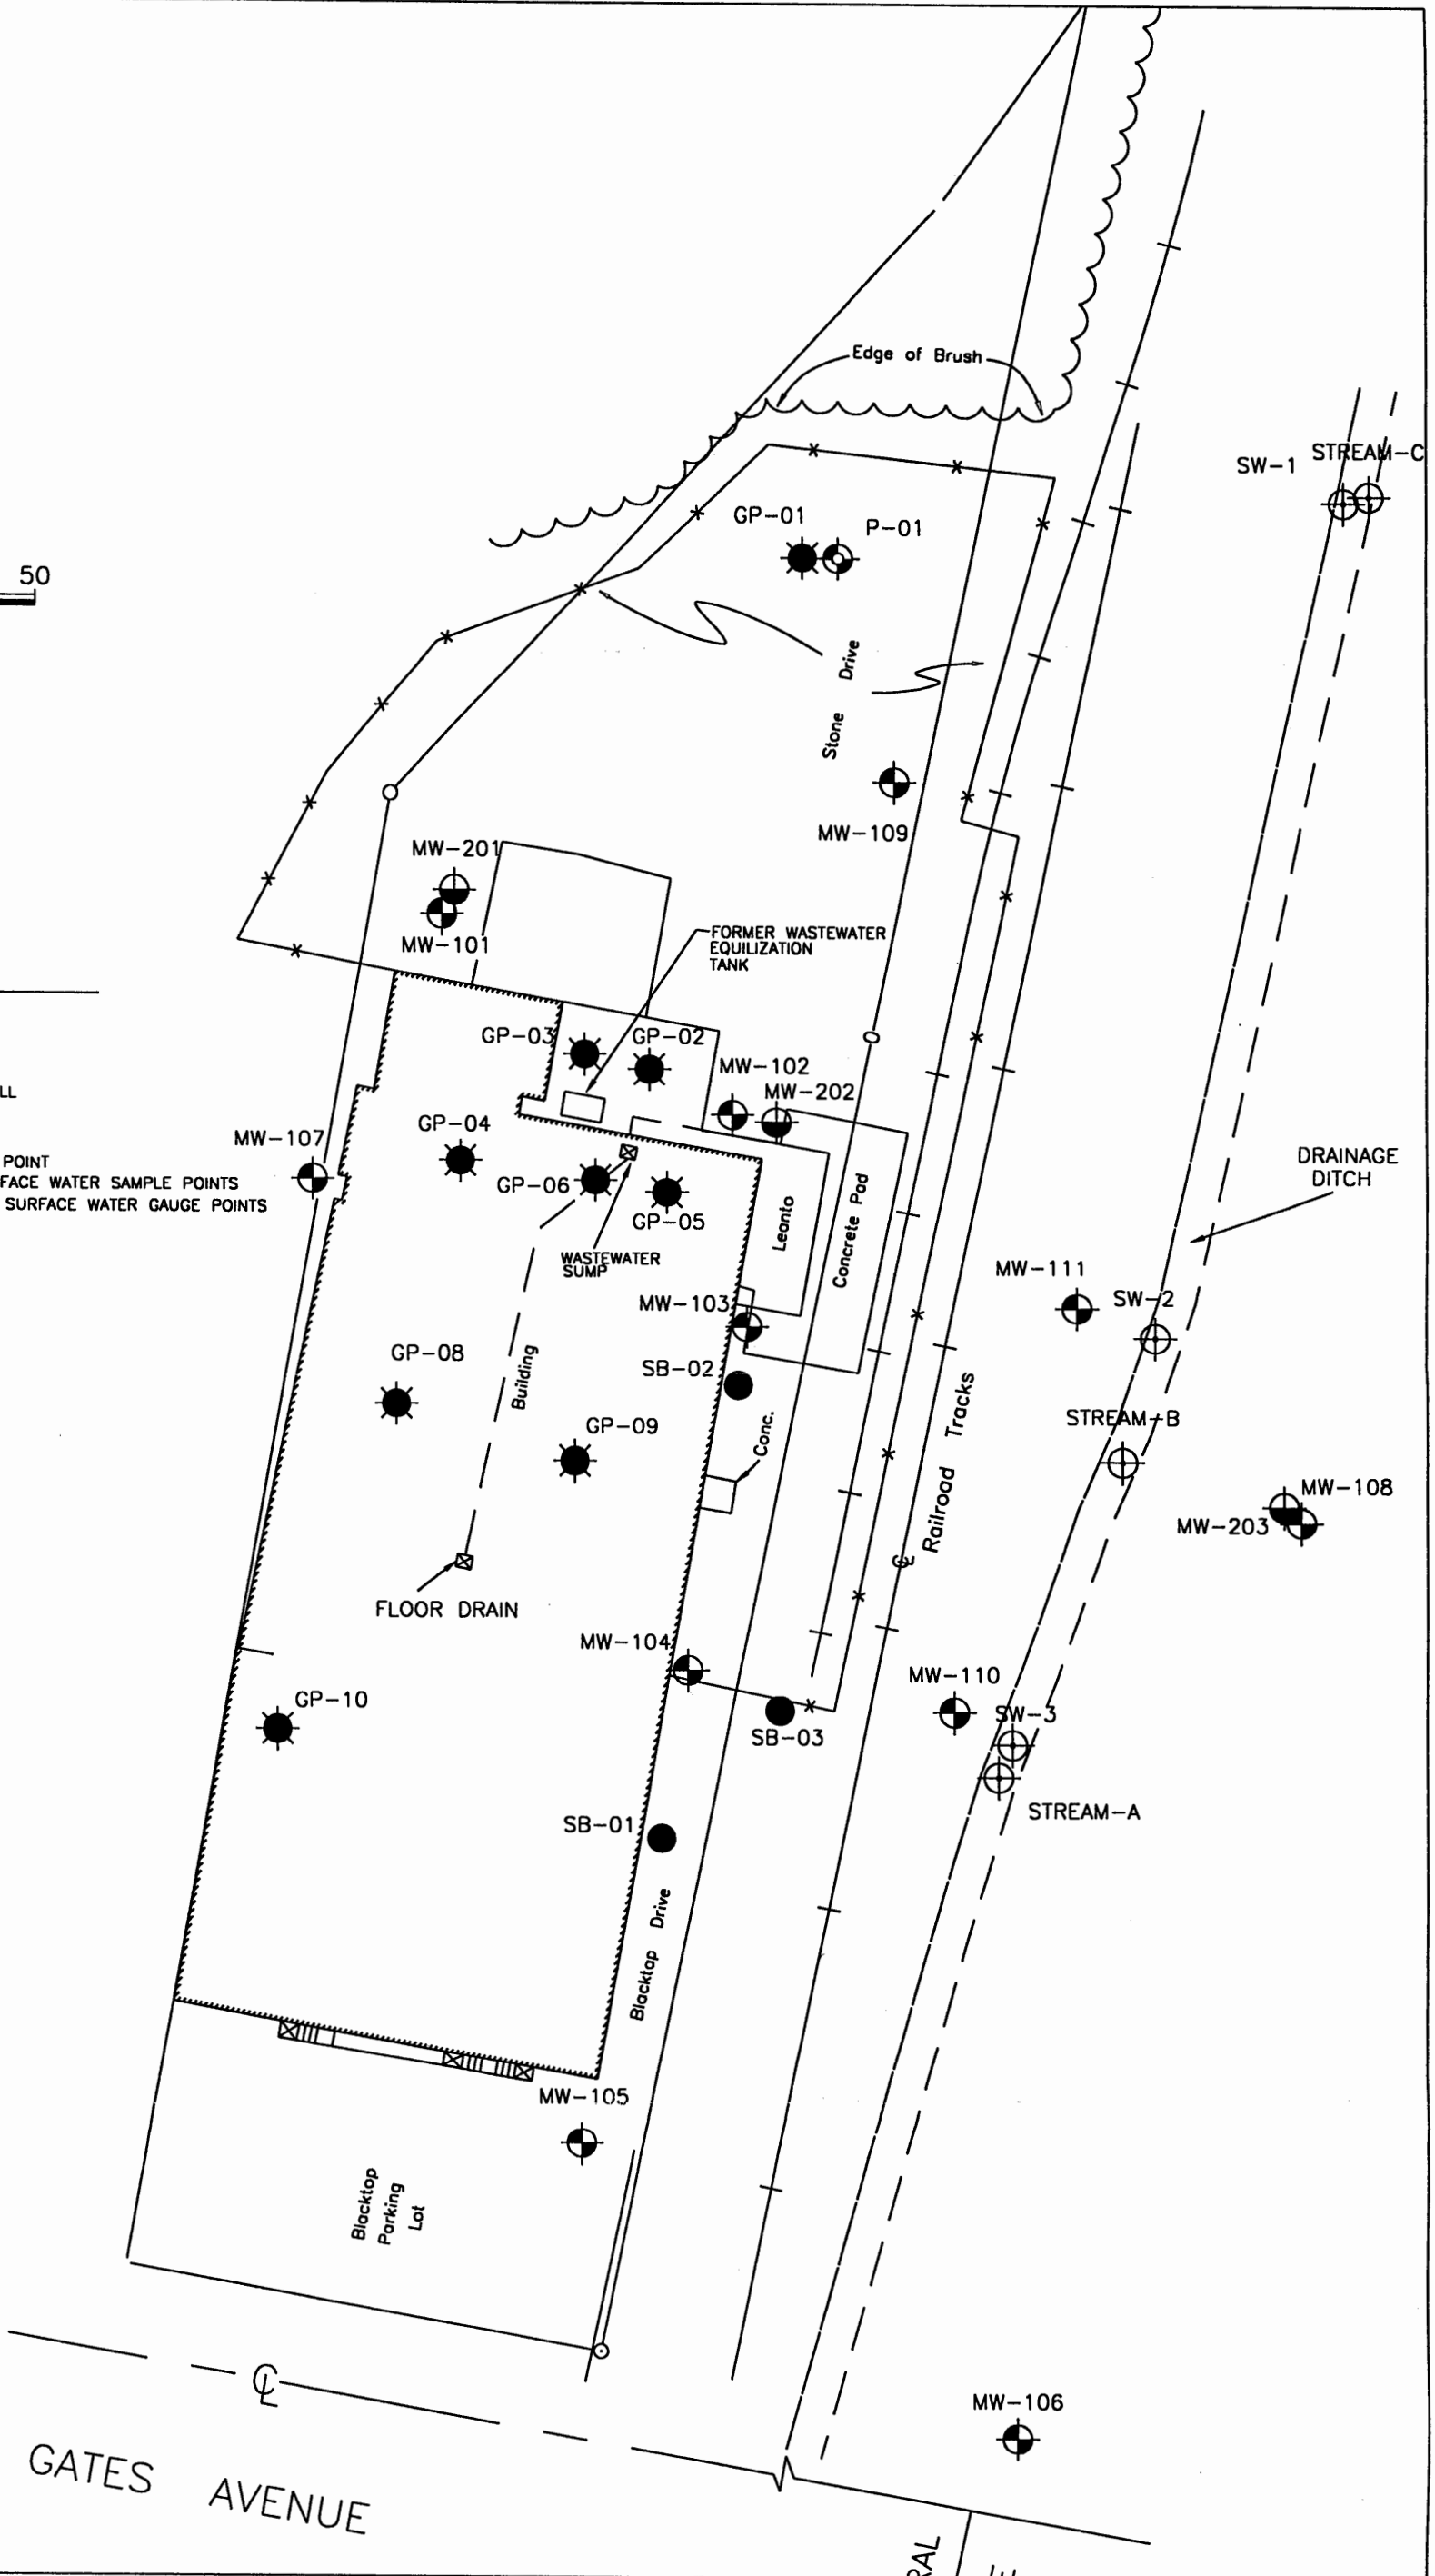 Edge of Brush
SW-1
STREAM-C
GP-01
P-01
50
Stone Drive
MW-109
MW-201
MW-101
FORMER WASTEWATER
EQUILIZATION
TANK
GP-03
GP-02
MW-102
MW-202
LL
GP-04
MW-107
POINT
FACE WATER SAMPLE POINTS
SURFACE WATER GAUGE POINTS
GP-06
GP-05
Leanto
Concrete Pad
DRAINAGE
DITCH
WASTEWATER
SUMP
MW-111
SW-2
MW-103
GP-08
Building
SB-02
GP-09
Conc.
STREAM-B
Railroad Tracks
MW-108
MW-203
FLOOR DRAIN
MW-104
MW-110
GP-10
SW-3
SB-03
STREAM-A
SB-01
Blacktop Drive
MW-105
Blacktop
Parking
Lot
MW-106
GATES AVENUE
RAL